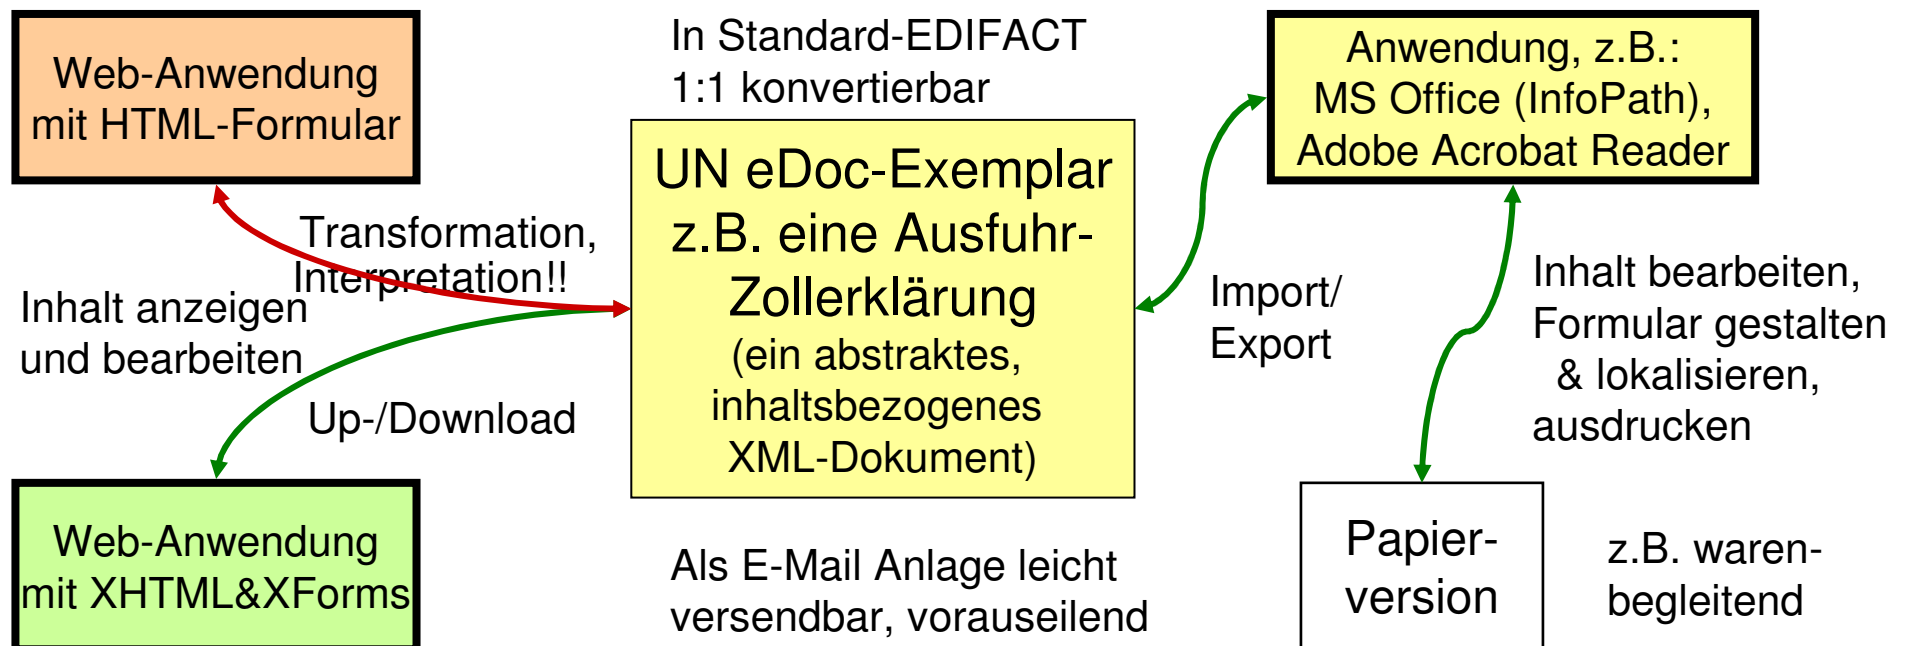 Web-Anwendung
mit HTML-Formular
In Standard-EDIFACT
1:1 konvertierbar
Anwendung, z.B.:
MS Office (InfoPath),
Adobe Acrobat Reader
Transformation,
Interpretation!!
Inhalt anzeigen
und bearbeiten
Up-/Download
UN eDoc-Exemplar
z.B. eine Ausfuhr-
Zollerklärung
(ein abstraktes,
inhaltsbezogenes
XML-Dokument)
Import/
Export
Inhalt bearbeiten,
Formular gestalten
& lokalisieren,
ausdrucken
Web-Anwendung
mit XHTML&XForms
Als E-Mail Anlage leicht
versendbar, vorauseilend
Papier-
version
z.B. waren-
begleitend